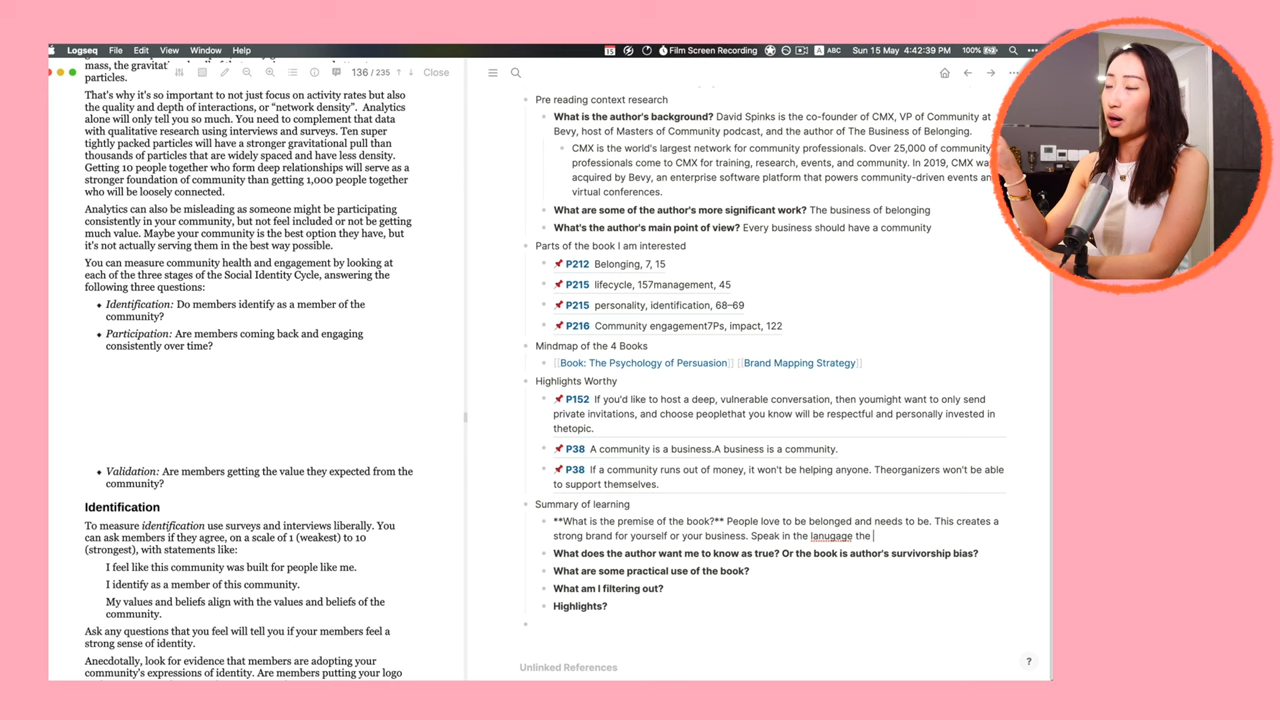 Logseq File Edit View Window Help
15 Film Screen Recording A ABC Sun 15 May 4:42:39 PM 100%
mass, the gravitat
particles.
136 / 235 ↑ ↓ Close
That's why it's so important to not just focus on activity rates but also
the quality and depth of interactions, or “network density”. Analytics
alone will only tell you so much. You need to complement that data
with qualitative research using interviews and surveys. Ten super
tightly packed particles will have a stronger gravitational pull than
thousands of particles that are widely spaced and have less density.
Getting 10 people together who form deep relationships will serve as a
stronger foundation of community than getting 1,000 people together
who will be loosely connected.
Analytics can also be misleading as someone might be participating
consistently in your community, but not feel included or not be getting
much value. Maybe your community is the best option they have, but
it's not actually serving them in the best way possible.
You can measure community health and engagement by looking at
each of the three stages of the Social Identity Cycle, answering the
following three questions:
Identification: Do members identify as a member of the
community?
Participation: Are members coming back and engaging
consistently over time?
Validation: Are members getting the value they expected from the
community?
Identification
To measure identification use surveys and interviews liberally. You
can ask members if they agree, on a scale of 1 (weakest) to 10
(strongest), with statements like:
I feel like this community was built for people like me.
I identify as a member of this community.
My values and beliefs align with the values and beliefs of the
community.
Ask any questions that you feel will tell you if your members feel a
strong sense of identity.
Anecdotally, look for evidence that members are adopting your
community's expressions of identity. Are members putting your logo
Pre reading context research
What is the author's background? David Spinks is the co-founder of CMX, VP of Community at
Bevy, host of Masters of Community podcast, and the author of The Business of Belonging.
CMX is the world's largest network for community professionals. Over 25,000 of community
professionals come to CMX for training, research, events, and community. In 2019, CMX wa
acquired by Bevy, an enterprise software platform that powers community-driven events an
virtual conferences.
What are some of the author's more significant work? The business of belonging
What's the author's main point of view? Every business should have a community
Parts of the book I am interested
P212 Belonging, 7, 15
P215 lifecycle, 157management, 45
P215 personality, identification, 68–69
P216 Community engagement7Ps, impact, 122
Mindmap of the 4 Books
[[Book: The Psychology of Persuasion]] [[Brand Mapping Strategy]]
Highlights Worthy
P152 If you'd like to host a deep, vulnerable conversation, then youmight want to only send
private invitations, and choose peoplethat you know will be respectful and personally invested in
thetopic.
P38 A community is a business.A business is a community.
P38 If a community runs out of money, it won't be helping anyone. Theorganizers won't be able
to support themselves.
Summary of learning
**What is the premise of the book?** People love to be belonged and needs to be. This creates a
strong brand for yourself or your business. Speak in the lanugage the
What does the author want me to know as true? Or the book is author's survivorship bias?
What are some practical use of the book?
What am I filtering out?
Highlights?
Unlinked References
?